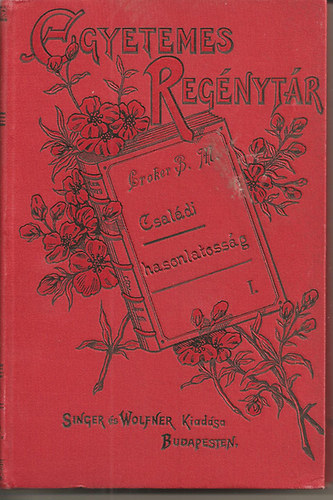 EGYETEMES
REGÉNYTÁR
Croker B. M.
Családi
hasonlatosság
I.
SINGER és WOLFNER Kiadása
BUDAPESTEN.